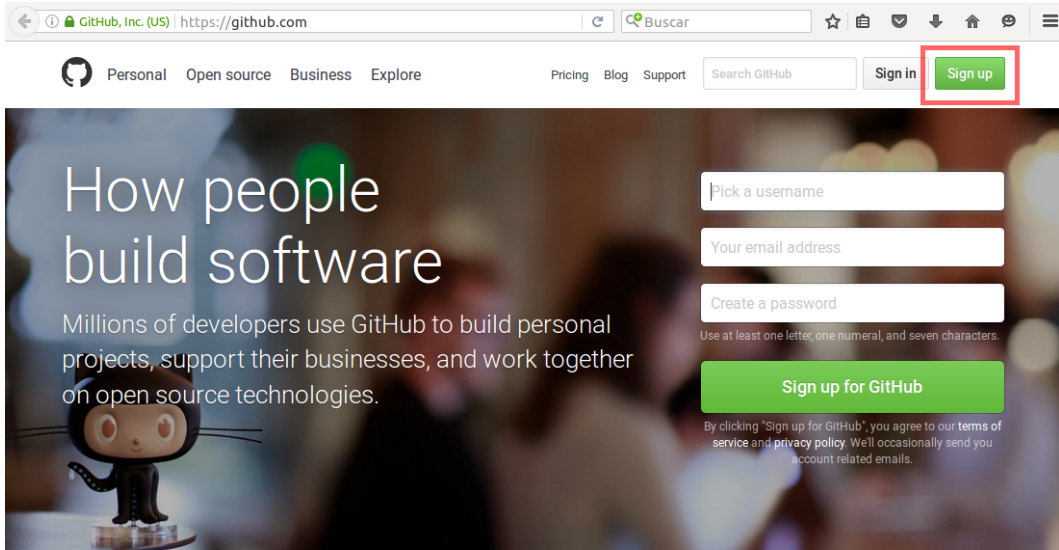 GitHub, Inc. (US) https://github.com
Buscar
Personal Open source Business Explore Pricing Blog Support Search GitHub Sign in Sign up
How people
build software
Millions of developers use GitHub to build personal
projects, support their businesses, and work together
on open source technologies.
Pick a username
Your email address
Create a password
Use at least one letter, one numeral, and seven characters.
Sign up for GitHub
By clicking "Sign up for GitHub", you agree to our terms of
service and privacy policy. We'll occasionally send you
account related emails.